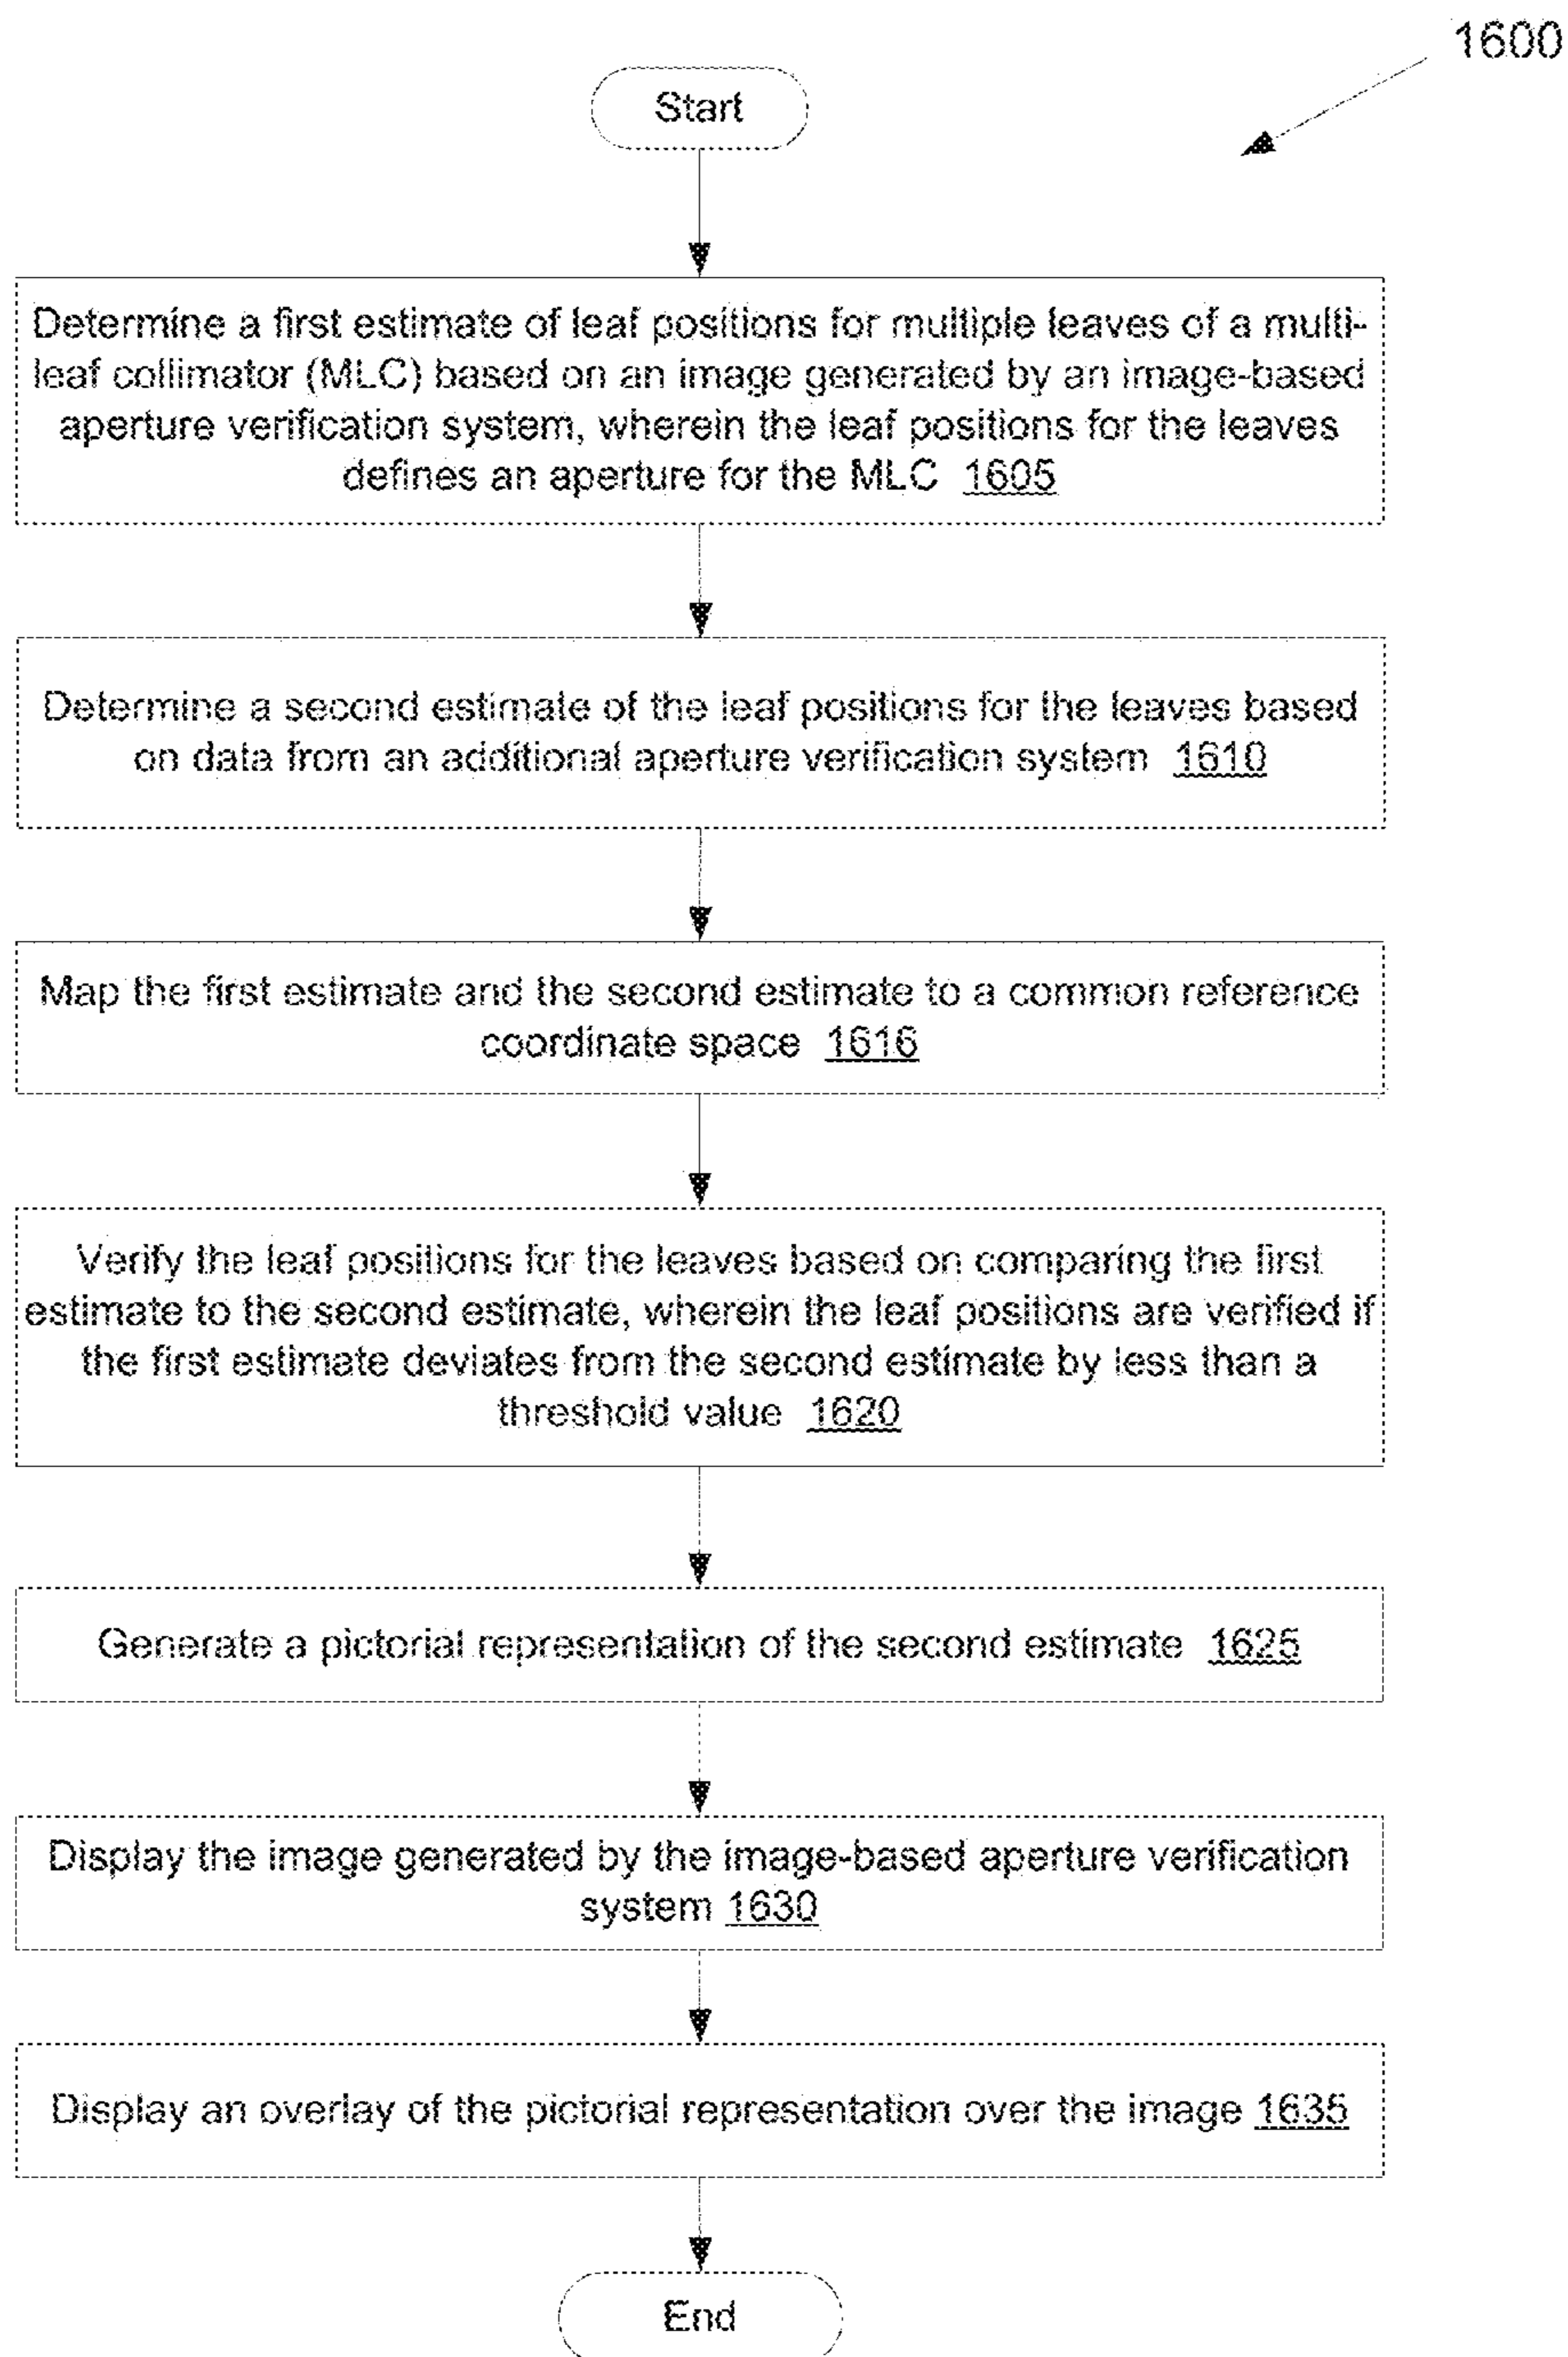 1600
Start
Determine a first estimate of leaf positions for multiple leaves of a multi-
leaf collimator (MLC) based on an image generated by an image-based
aperture verification system, wherein the leaf positions for the leaves
defines an aperture for the MLC 1605
Determine a second estimate of the leaf positions for the leaves based
on data from an additional aperture verification system 1610
Map the first estimate and the second estimate to a common reference
coordinate space 1616
Verify the leaf positions for the leaves based on comparing the first
estimate to the second estimate, wherein the leaf positions are verified if
the first estimate deviates from the second estimate by less than a
threshold value 1620
Generate a pictorial representation of the second estimate 1625
Display the image generated by the image-based aperture verification
system 1630
Display an overlay of the pictorial representation over the image 1635
End